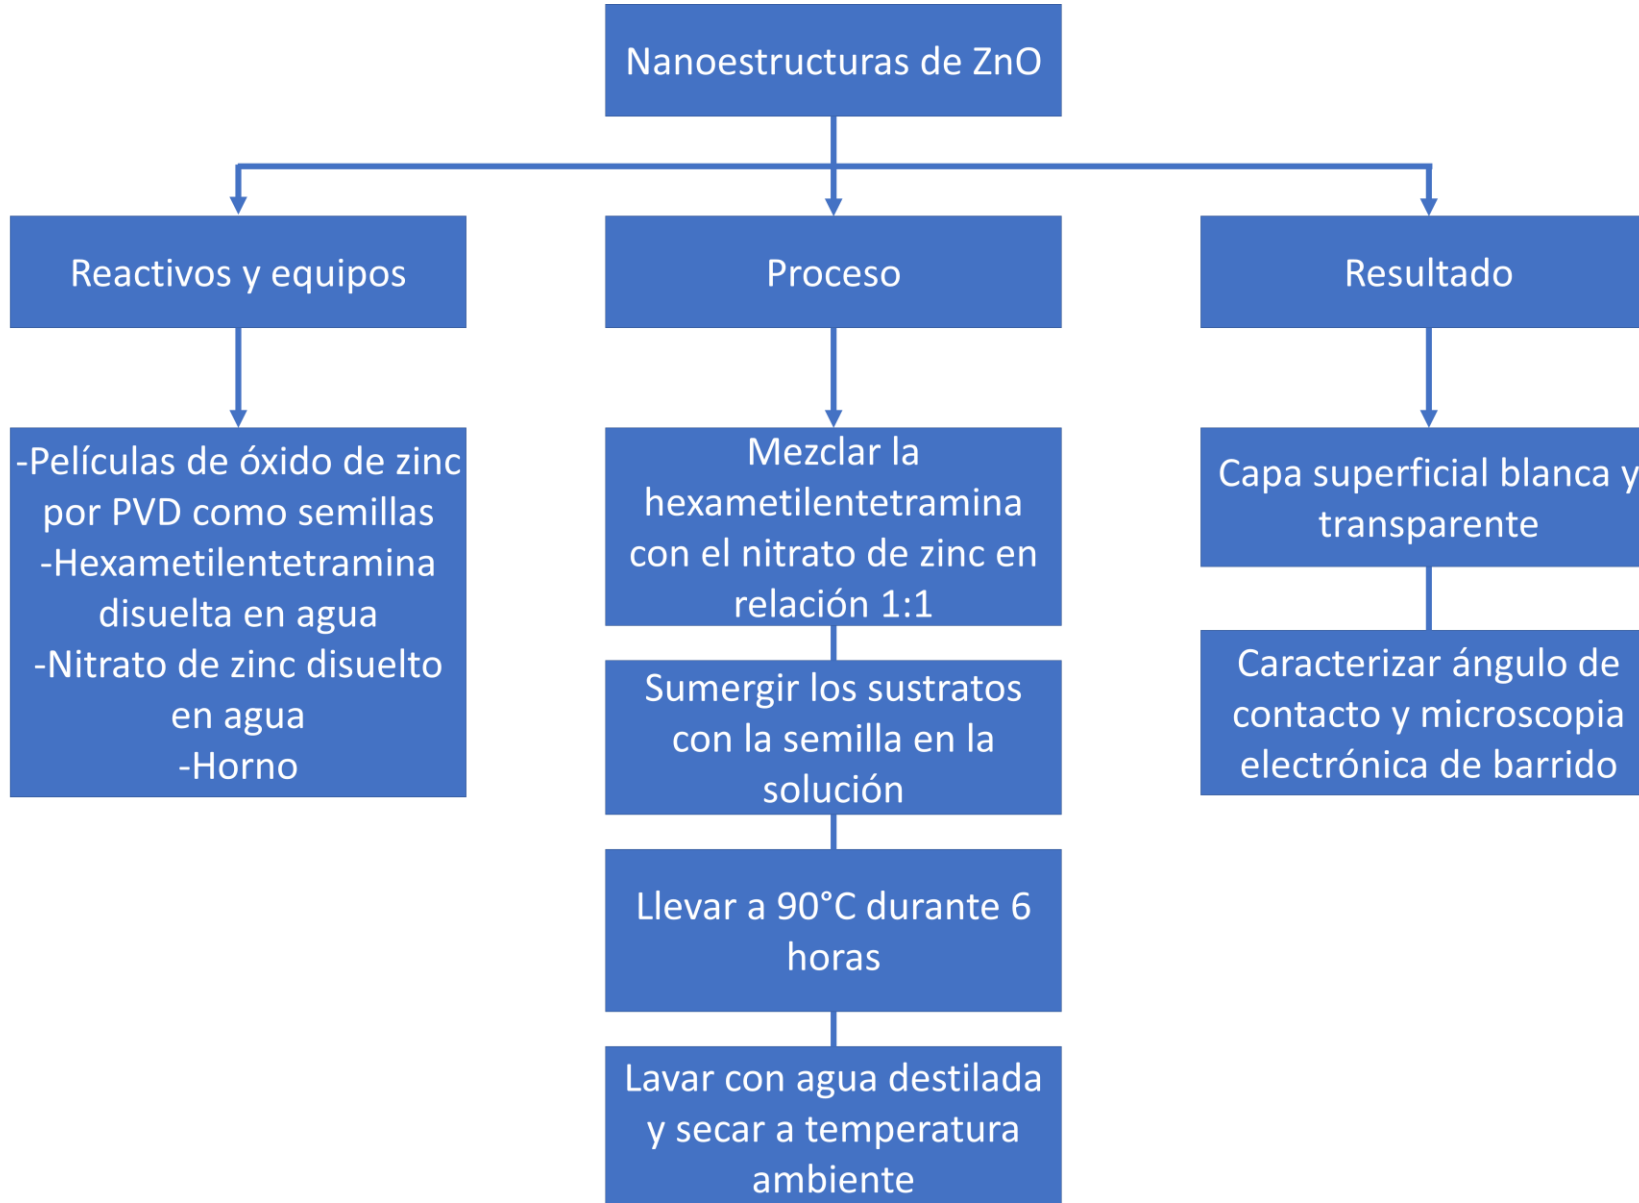 Nanoestructuras de ZnO
Reactivos y equipos
Proceso
Resultado
-Películas de óxido de zinc
por PVD como semillas
-Hexametilentetramina
disuelta en agua
-Nitrato de zinc disuelto
en agua
-Horno
Mezclar la
hexametilentetramina
con el nitrato de zinc en
relación 1:1
Sumergir los sustratos
con la semilla en la
solución
Llevar a 90°C durante 6
horas
Lavar con agua destilada
y secar a temperatura
ambiente
Capa superficial blanca y
transparente
Caracterizar ángulo de
contacto y microscopia
electrónica de barrido